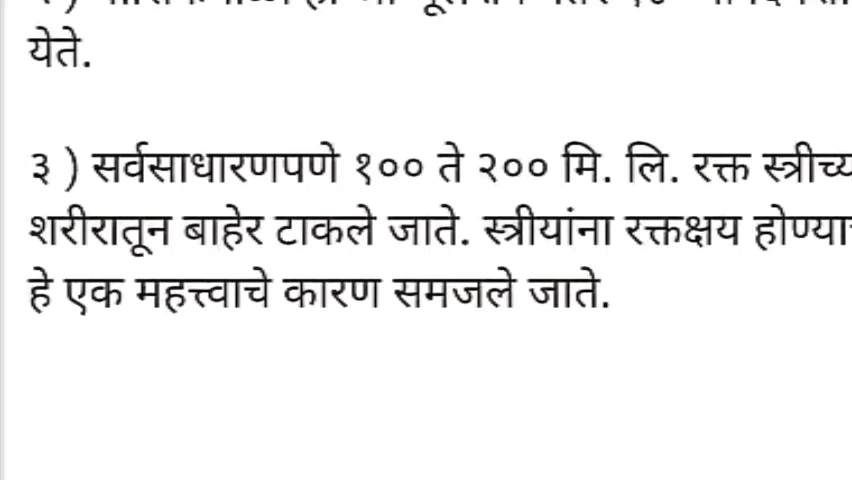 येते.
३ ) सर्वसाधारणपणे १०० ते २०० मि. लि. रक्त स्त्रीच्य
शरीरातून बाहेर टाकले जाते. स्त्रीयांना रक्तक्षय होण्या
हे एक महत्त्वाचे कारण समजले जाते.